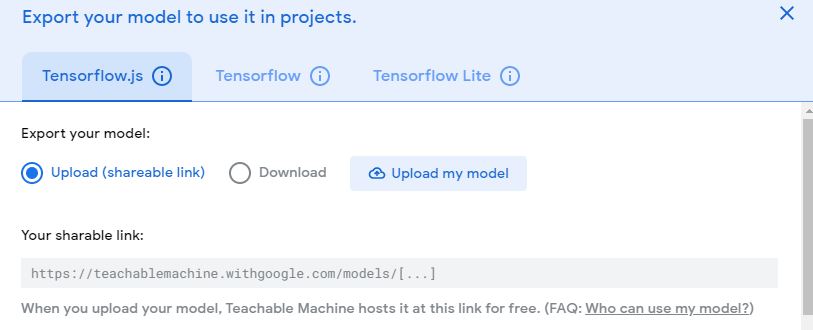 Export your model to use it in projects.
Tensorflow.js Tensorflow Tensorflow Lite
Export your model:
Upload (shareable link) Download Upload my model
Your sharable link:
https://teachablemachine.withgoogle.com/models/[...]
When you upload your model, Teachable Machine hosts it at this link for free. (FAQ: Who can use my model?)